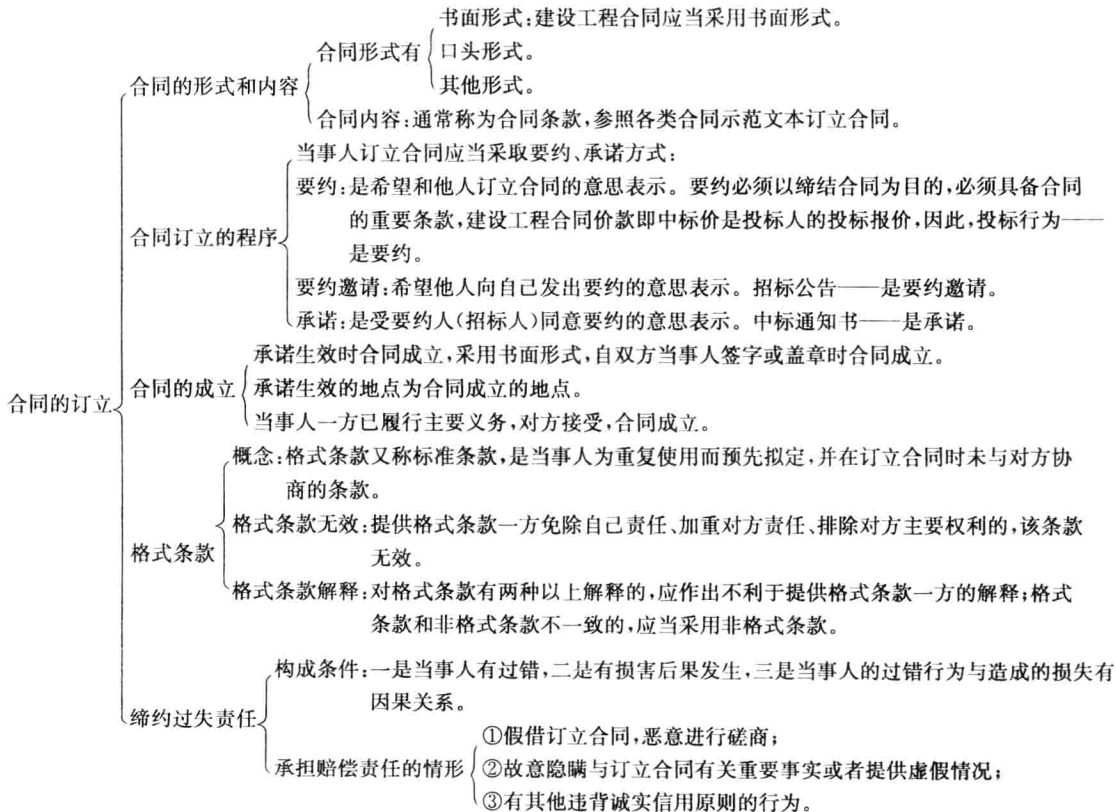 书面形式:建设工程合同应当采用书面形式。
合同形式有
口头形式。
其他形式。
合同的形式和内容
合同内容:通常称为合同条款,参照各类合同示范文本订立合同。
当事人订立合同应当采取要约、承诺方式:
要约:是希望和他人订立合同的意思表示。要约必须以缔结合同为目的,必须具备合同
的重要条款,建设工程合同价款即中标价是投标人的投标报价,因此,投标行为——
是要约。
合同订立的程序
要约邀请:希望他人向自己发出要约的意思表示。招标公告——是要约邀请。
承诺:是受要约人(招标人)同意要约的意思表示。中标通知书——是承诺。
承诺生效时合同成立,采用书面形式,自双方当事人签字或盖章时合同成立。
合同的成立
承诺生效的地点为合同成立的地点。
当事人一方已履行主要义务,对方接受,合同成立。
合同的订立
概念:格式条款又称标准条款,是当事人为重复使用而预先拟定,并在订立合同时未与对方协
商的条款。
格式条款无效:提供格式条款一方免除自己责任、加重对方责任、排除对方主要权利的,该条款
无效。
格式条款
格式条款解释:对格式条款有两种以上解释的,应作出不利于提供格式条款一方的解释;格式
条款和非格式条款不一致的,应当采用非格式条款。
构成条件:一是当事人有过错,二是有损害后果发生,三是当事人的过错行为与造成的损失有
因果关系。
缔约过失责任
①假借订立合同,恶意进行磋商;
承担赔偿责任的情形
②故意隐瞒与订立合同有关重要事实或者提供虚假情况;
③有其他违背诚实信用原则的行为。